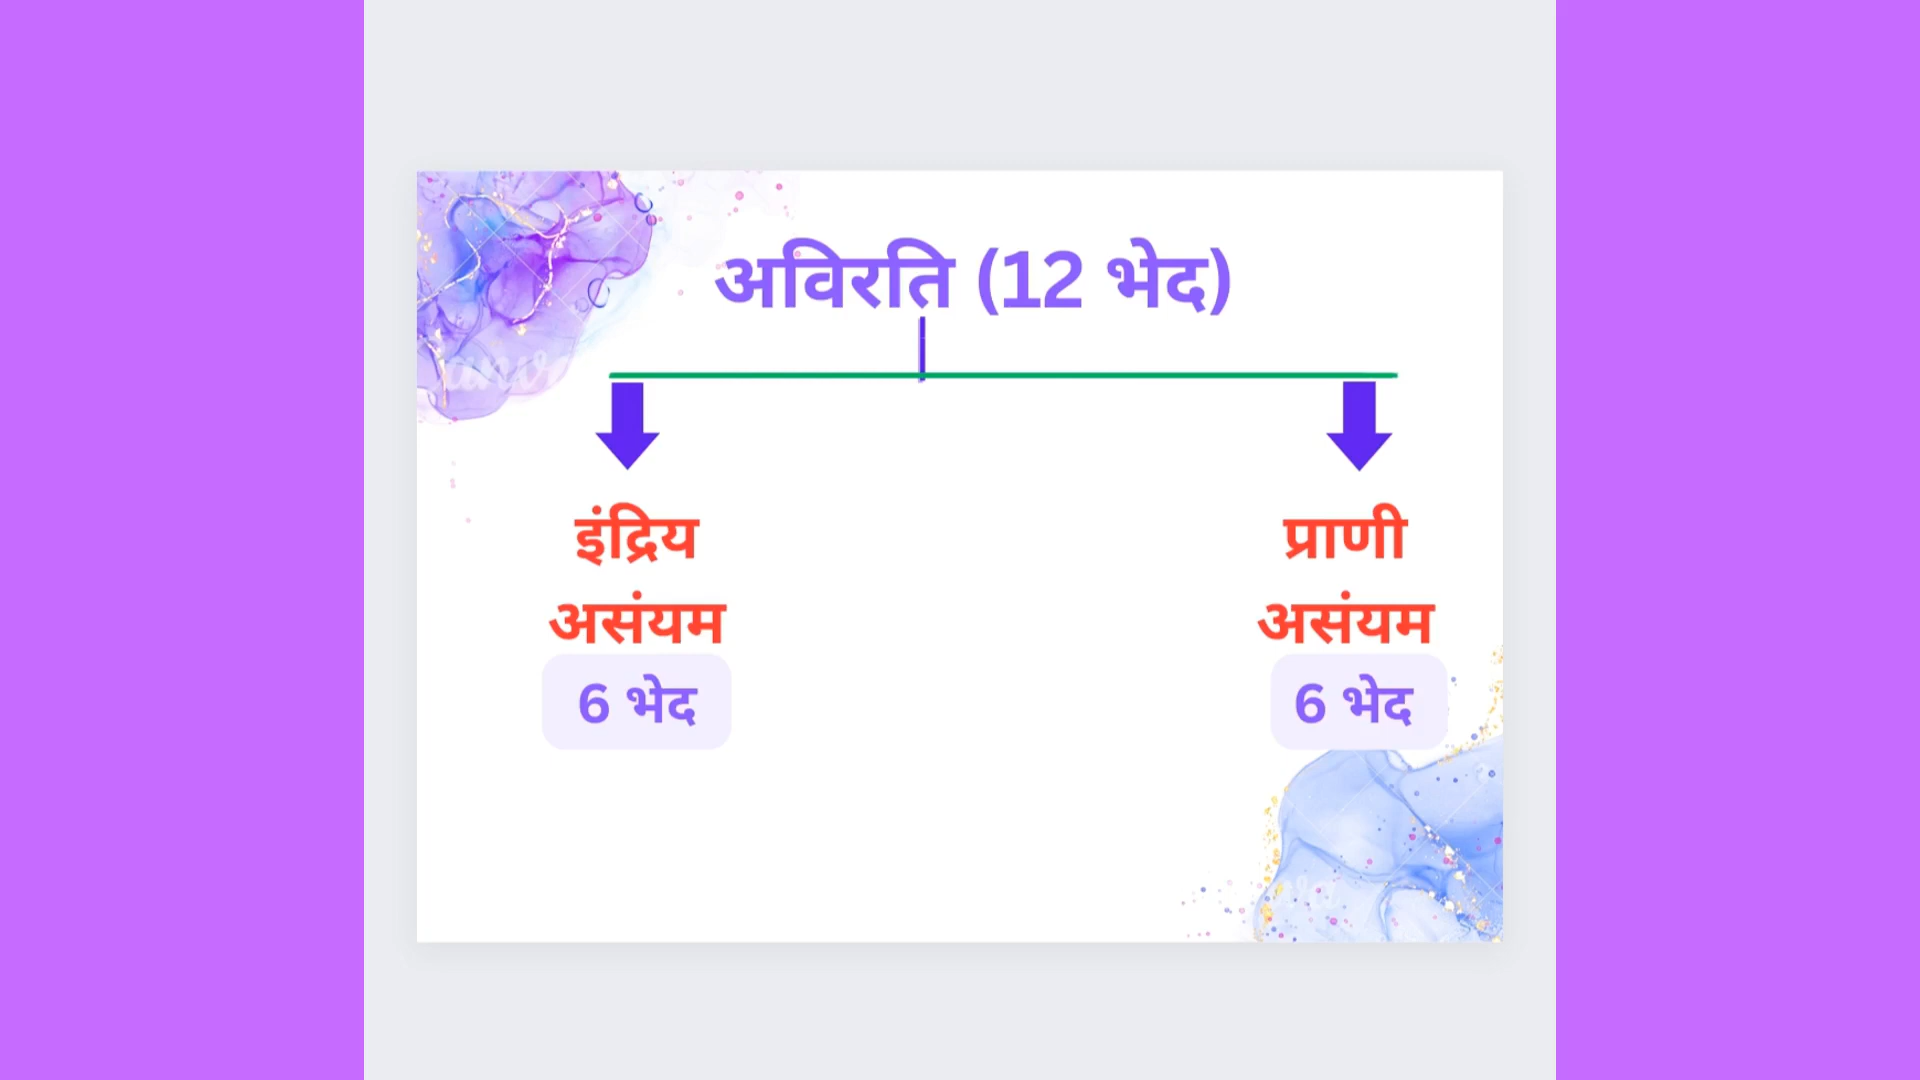 अविरति (12 भेद)
इंद्रिय
असंयम
6 भेद
प्राणी
असंयम
6 भेद